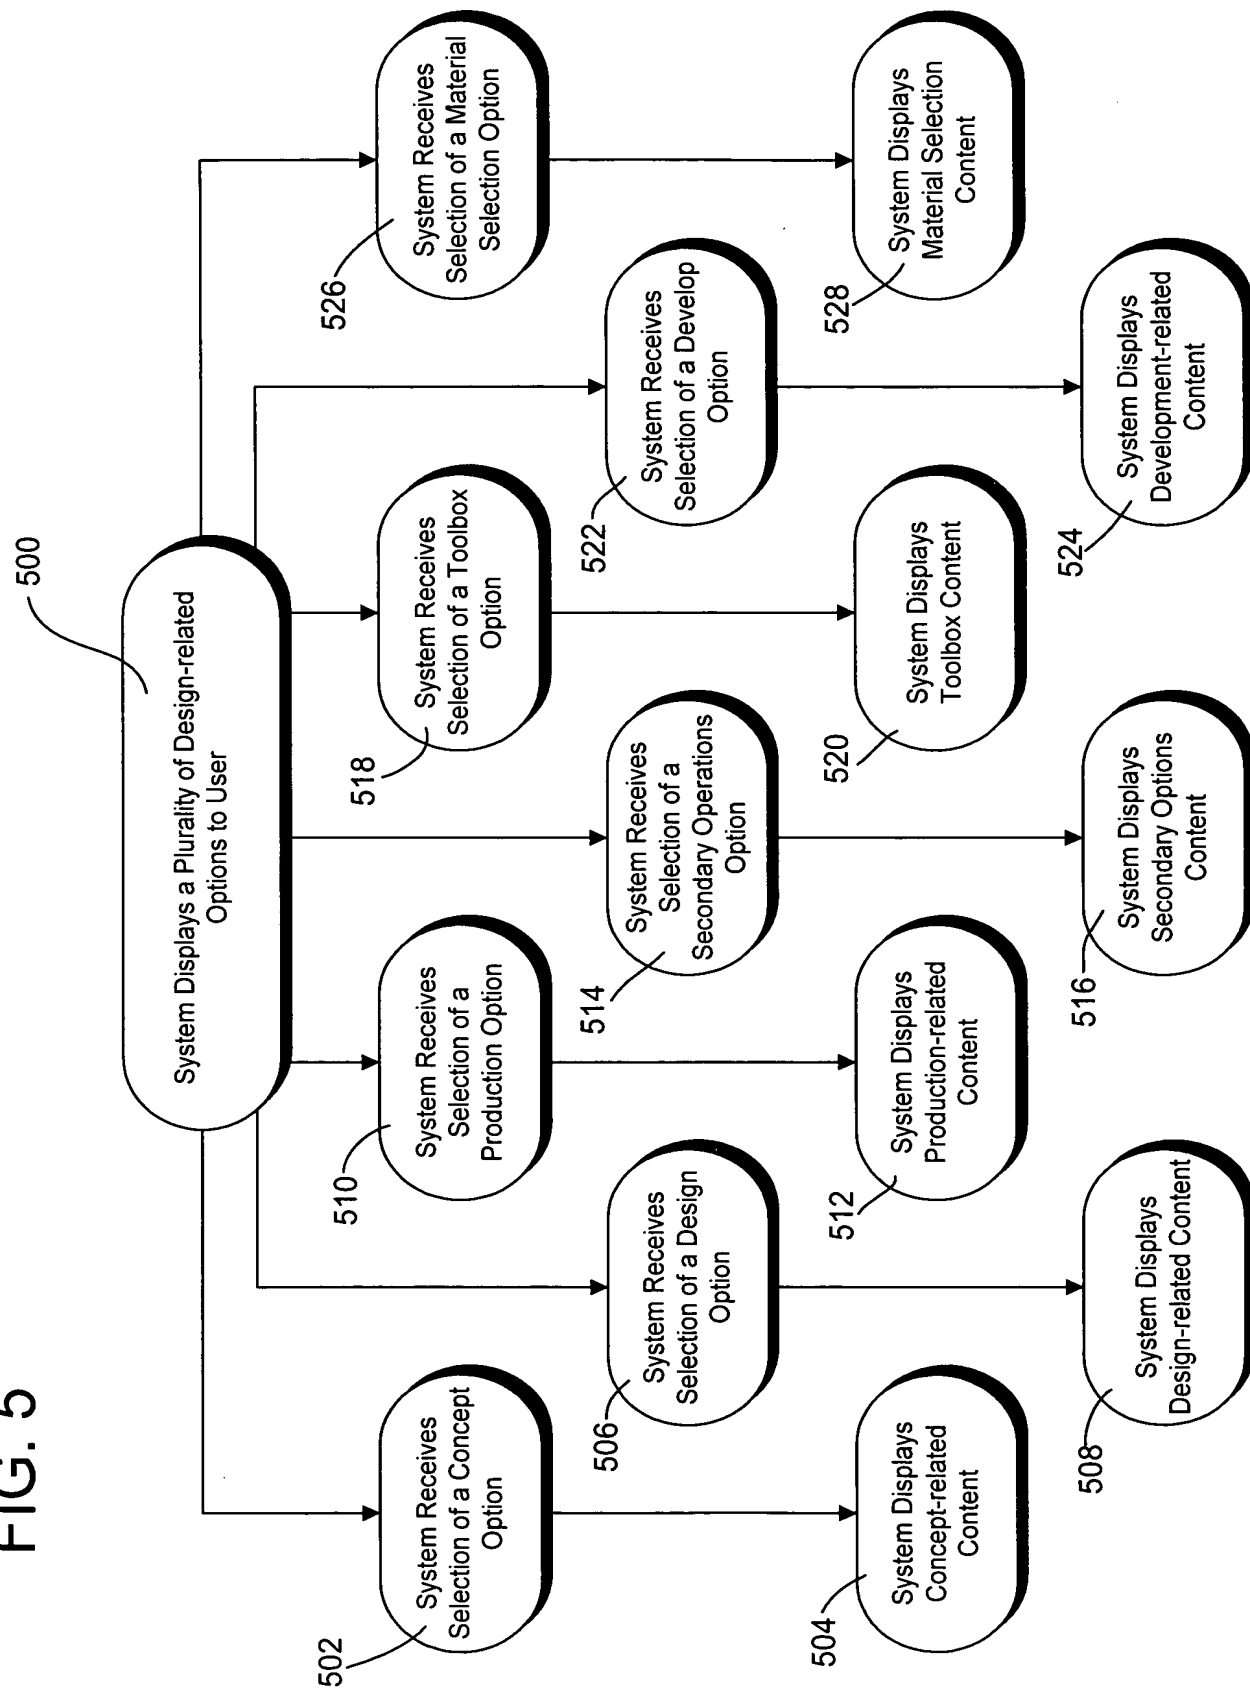 FIG. 5
500
System Displays a Plurality of Design-related
Options to User
502
System Receives
Selection of a Concept
Option
504
System Displays
Concept-related
Content
506
System Receives
Selection of a Design
Option
508
System Displays
Design-related Content
510
System Receives
Selection of a
Production Option
512
System Displays
Production-related
Content
514
System Receives
Selection of a
Secondary Operations
Option
516
System Displays
Secondary Options
Content
518
System Receives
Selection of a Toolbox
Option
520
System Displays
Toolbox Content
522
System Receives
Selection of a Develop
Option
524
System Displays
Development-related
Content
526
System Receives
Selection of a Material
Selection Option
528
System Displays
Material Selection
Content